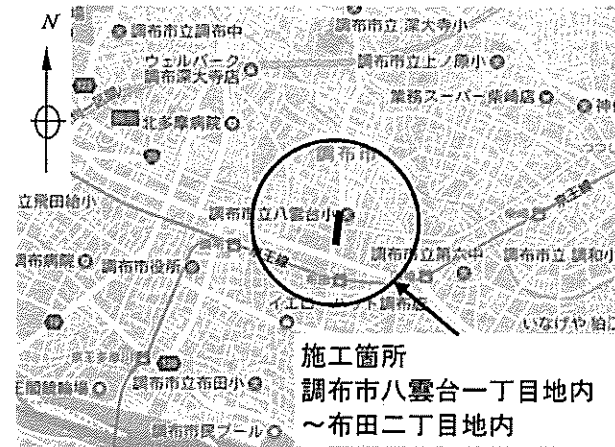 N
調布市立調布中
調布市立 深大寺小
ウェルパーク
調布深大寺店
調布市立上ノ原小
業務スーパー柴崎店
北多摩病院
調布市
立飛田給小
調布市立八雲台小
京王線
京王線
布病院
調布市役所
調布市立第六中
調布市立 調和小
調布店
いなげや 狛江
調布市立布田小
調布市民プール
施工箇所
調布市八雲台一丁目地内
~布田二丁目地内